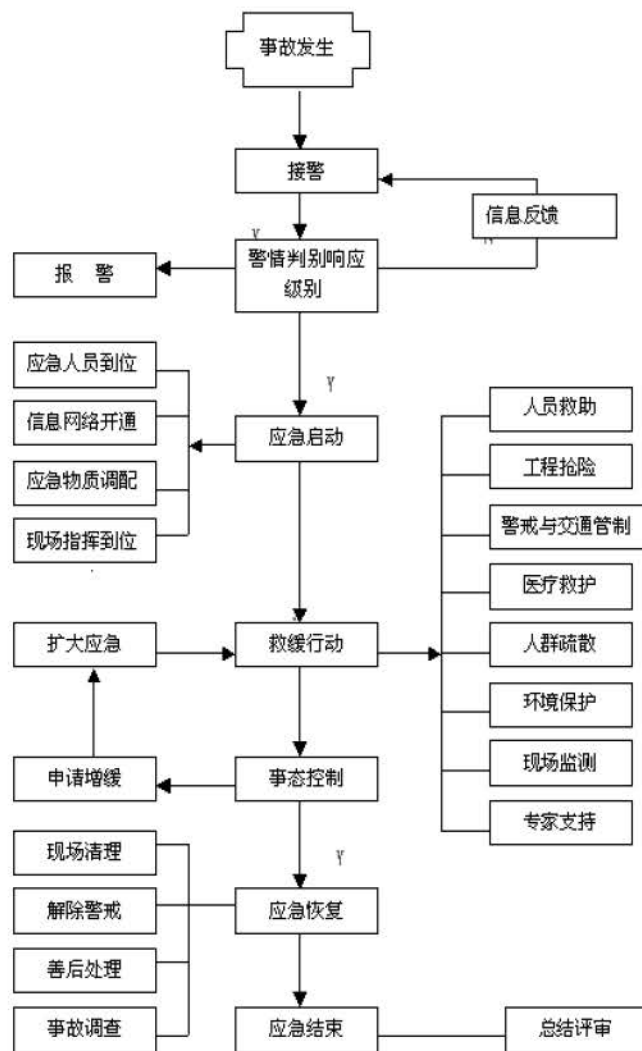 事故发生
接警
信息反馈
Y
N
报 警
警情判别响应
级别
应急人员到位
Y
人员救助
信息网络开通
应急启动
工程抢险
应急物质调配
警戒与交通管制
现场指挥到位
医疗救护
扩大应急
救缓行动
人群疏散
环境保护
申请增缓
事态控制
现场监测
专家支持
现场清理
Y
解除警戒
应急恢复
善后处理
事故调查
应急结束
总结评审